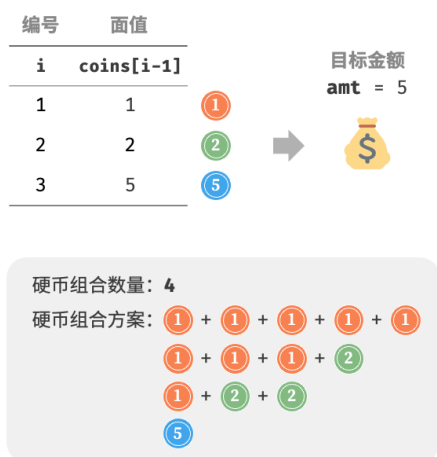 编号 面值
i coins[i-1]
1 1 1
2 2 2
3 5 5
目标金额
amt = 5
$
硬币组合数量：4
硬币组合方案：1 + 1 + 1 + 1 + 1
1 + 1 + 1 + 2
1 + 2 + 2
5